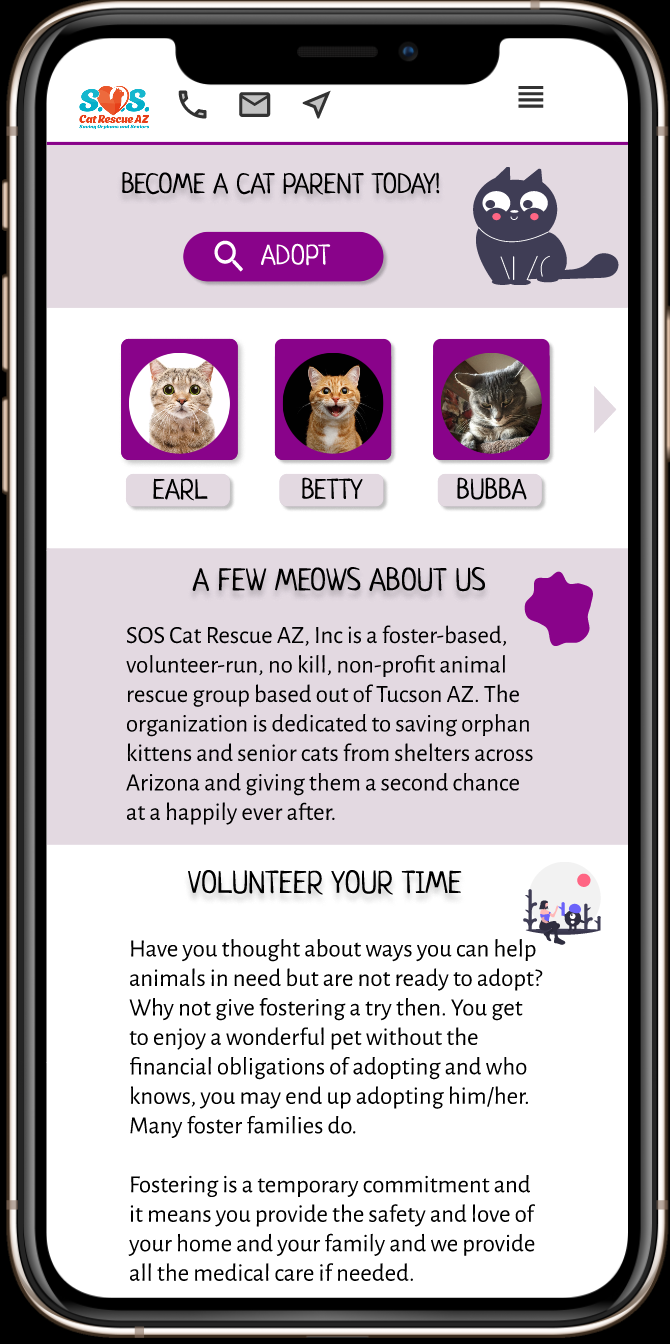 S.O.S.
Cat Rescue AZ
Saving Orphans and Seniors
BECOME A CAT PARENT TODAY!
ADOPT
EARL
BETTY
BUBBA
A FEW MEOWS ABOUT US
SOS Cat Rescue AZ, Inc is a foster-based,
volunteer-run, no kill, non-profit animal
rescue group based out of Tucson AZ. The
organization is dedicated to saving orphan
kittens and senior cats from shelters across
Arizona and giving them a second chance
at a happily ever after.
VOLUNTEER YOUR TIME
Have you thought about ways you can help
animals in need but are not ready to adopt?
Why not give fostering a try then. You get
to enjoy a wonderful pet without the
financial obligations of adopting and who
knows, you may end up adopting him/her.
Many foster families do.
Fostering is a temporary commitment and
it means you provide the safety and love of
your home and your family and we provide
all the medical care if needed.